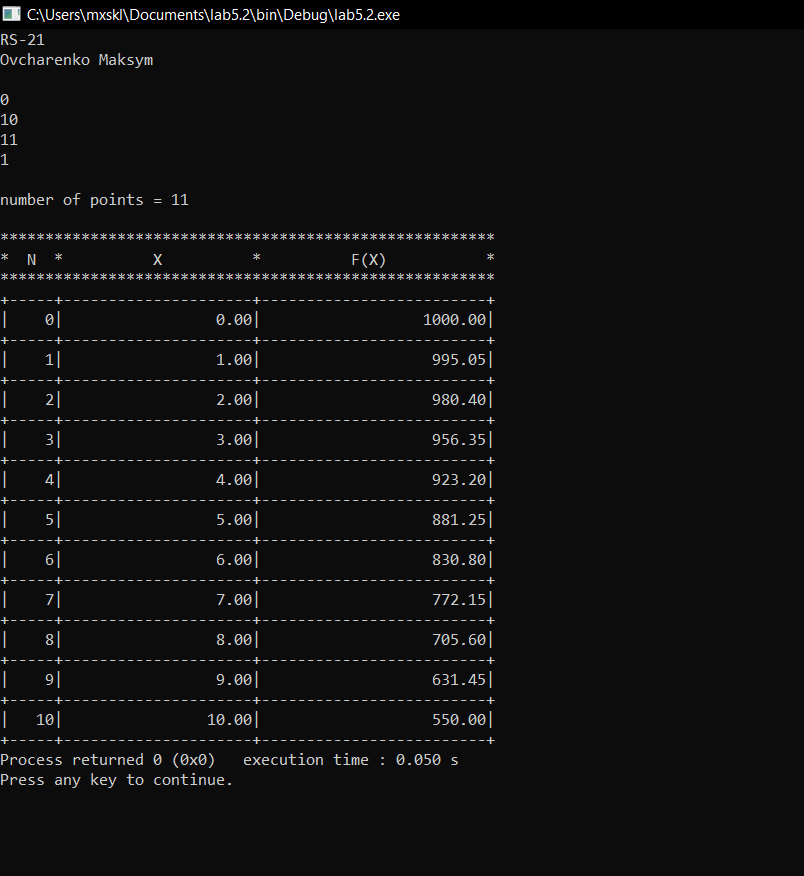 C:\Users\mxskl\Documents\lab5.2\bin\Debug\lab5.2.exe
RS-21
Ovcharenko Maksym
0
10
11
1
number of points = 11
*******************************************************
*  N  *          X          *          F(X)           *
*******************************************************
+-----+---------------------+-------------------------+
|    0|                 0.00|                  1000.00|
+-----+---------------------+-------------------------+
|    1|                 1.00|                   995.05|
+-----+---------------------+-------------------------+
|    2|                 2.00|                   980.40|
+-----+---------------------+-------------------------+
|    3|                 3.00|                   956.35|
+-----+---------------------+-------------------------+
|    4|                 4.00|                   923.20|
+-----+---------------------+-------------------------+
|    5|                 5.00|                   881.25|
+-----+---------------------+-------------------------+
|    6|                 6.00|                   830.80|
+-----+---------------------+-------------------------+
|    7|                 7.00|                   772.15|
+-----+---------------------+-------------------------+
|    8|                 8.00|                   705.60|
+-----+---------------------+-------------------------+
|    9|                 9.00|                   631.45|
+-----+---------------------+-------------------------+
|   10|                10.00|                   550.00|
+-----+---------------------+-------------------------+
Process returned 0 (0x0)   execution time : 0.050 s
Press any key to continue.